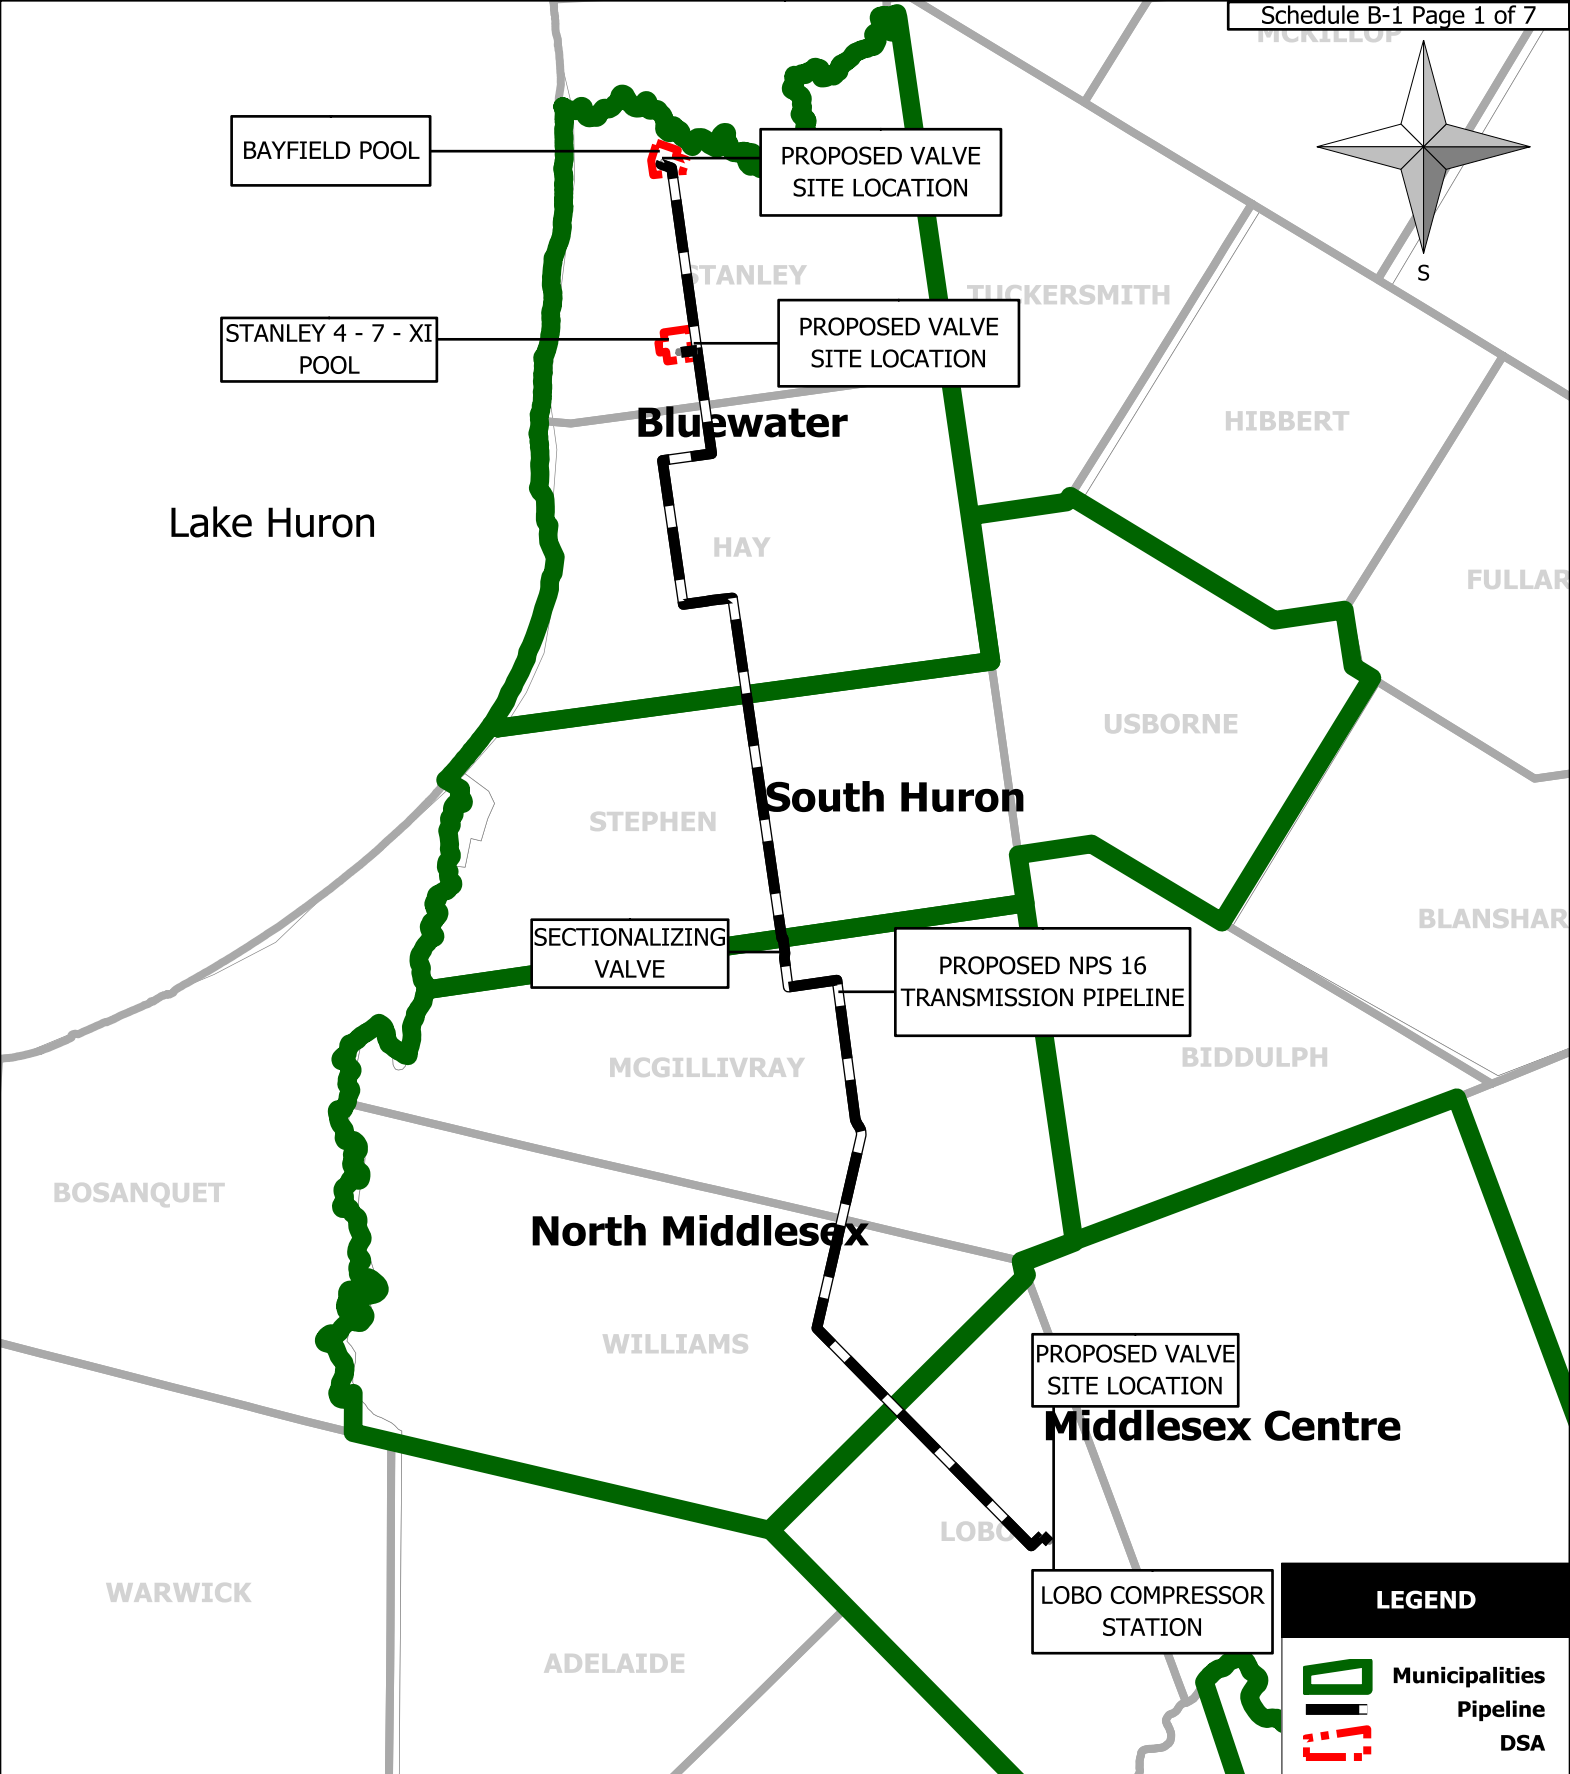 Schedule B-1 Page 1 of 7
MCKILLOP
BAYFIELD POOL
PROPOSED VALVE
SITE LOCATION
S
STANLEY
TUCKERSMITH
STANLEY 4 - 7 - XI
POOL
PROPOSED VALVE
SITE LOCATION
Bluewater
HIBBERT
Lake Huron
HAY
FULLAR
USBORNE
South Huron
STEPHEN
BLANSHAR
SECTIONALIZING
VALVE
PROPOSED NPS 16
TRANSMISSION PIPELINE
MCGILLIVRAY
BIDDULPH
BOSANQUET
North Middlesex
WILLIAMS
PROPOSED VALVE
SITE LOCATION
Middlesex Centre
LOBO
WARWICK
LOBO COMPRESSOR
STATION
ADELAIDE
LEGEND
Municipalities
Pipeline
DSA